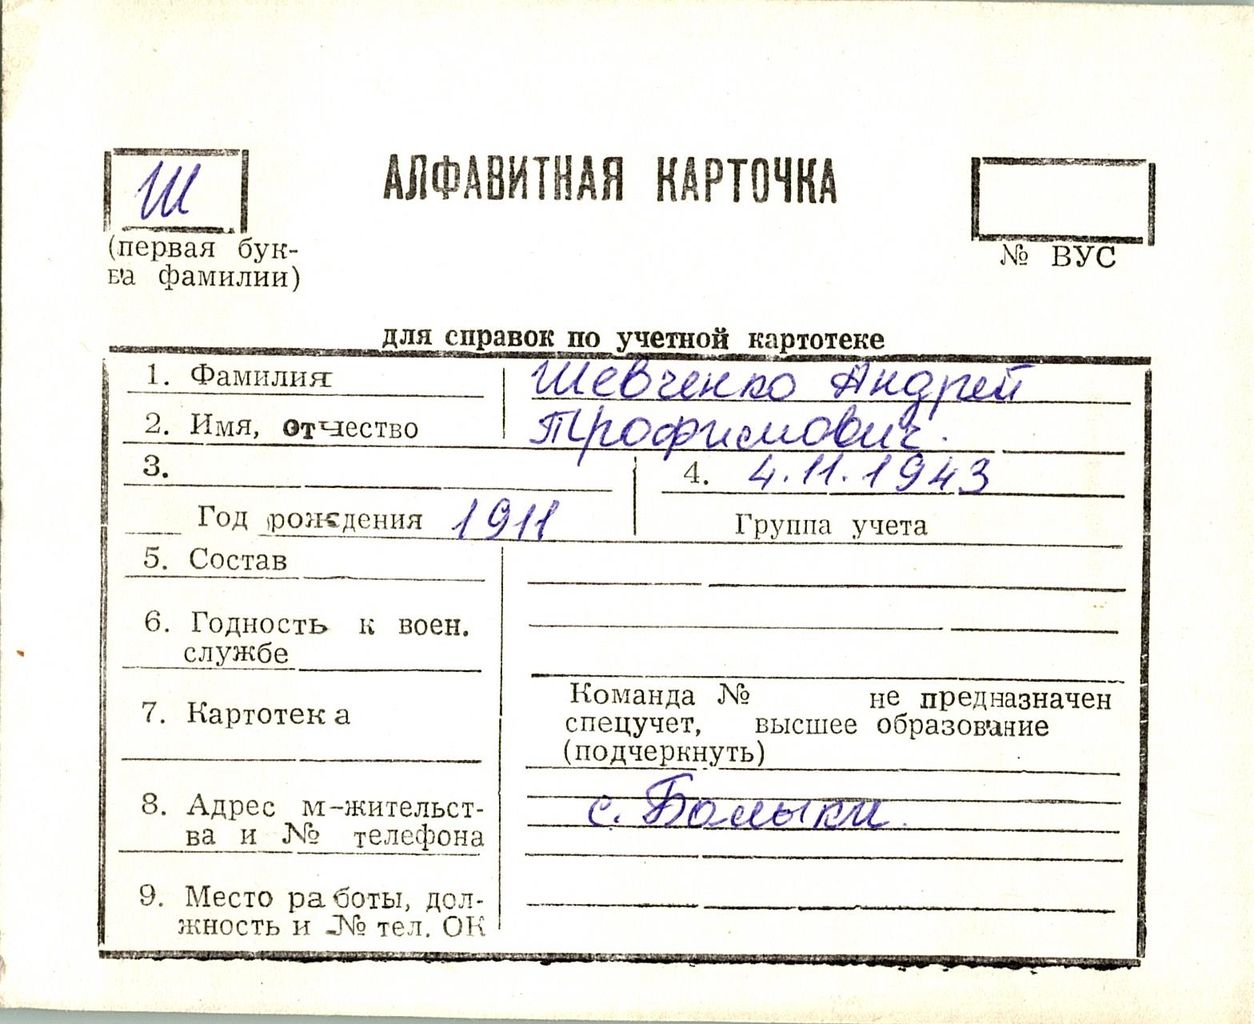 Ш
АЛФАВИТНАЯ КАРТОЧКА
(первая бук-
ва фамилии)
№ ВУС
для справок по учетной картотеке
1. Фамилия Шевченко Андрей
2. Имя, отчество Трофимович.
3. 4. 4.11.1943
Год рождения 1911 Группа учета
5. Состав
6. Годность к воен.
службе
7. Картотека
Команда № не предназначен
спецучет, высшее образование
(подчеркнуть)
8. Адрес м-жительст-
ва и № телефона
с. Балыки.
9. Место работы, дол-
жность и № тел. ОК